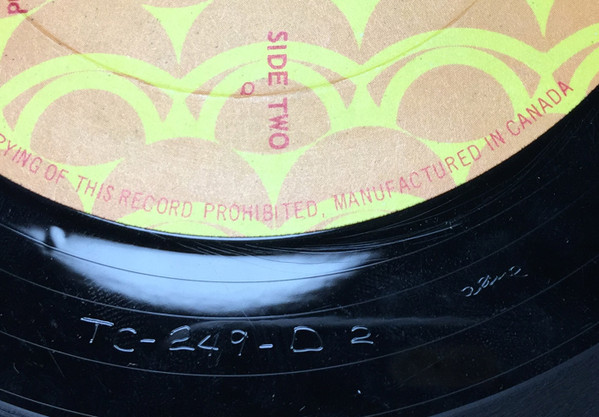 d
SIDE TWO
PYING OF THIS RECORD PROHIBITED, MANUFACTURED IN CANADA
TC-249-D 2